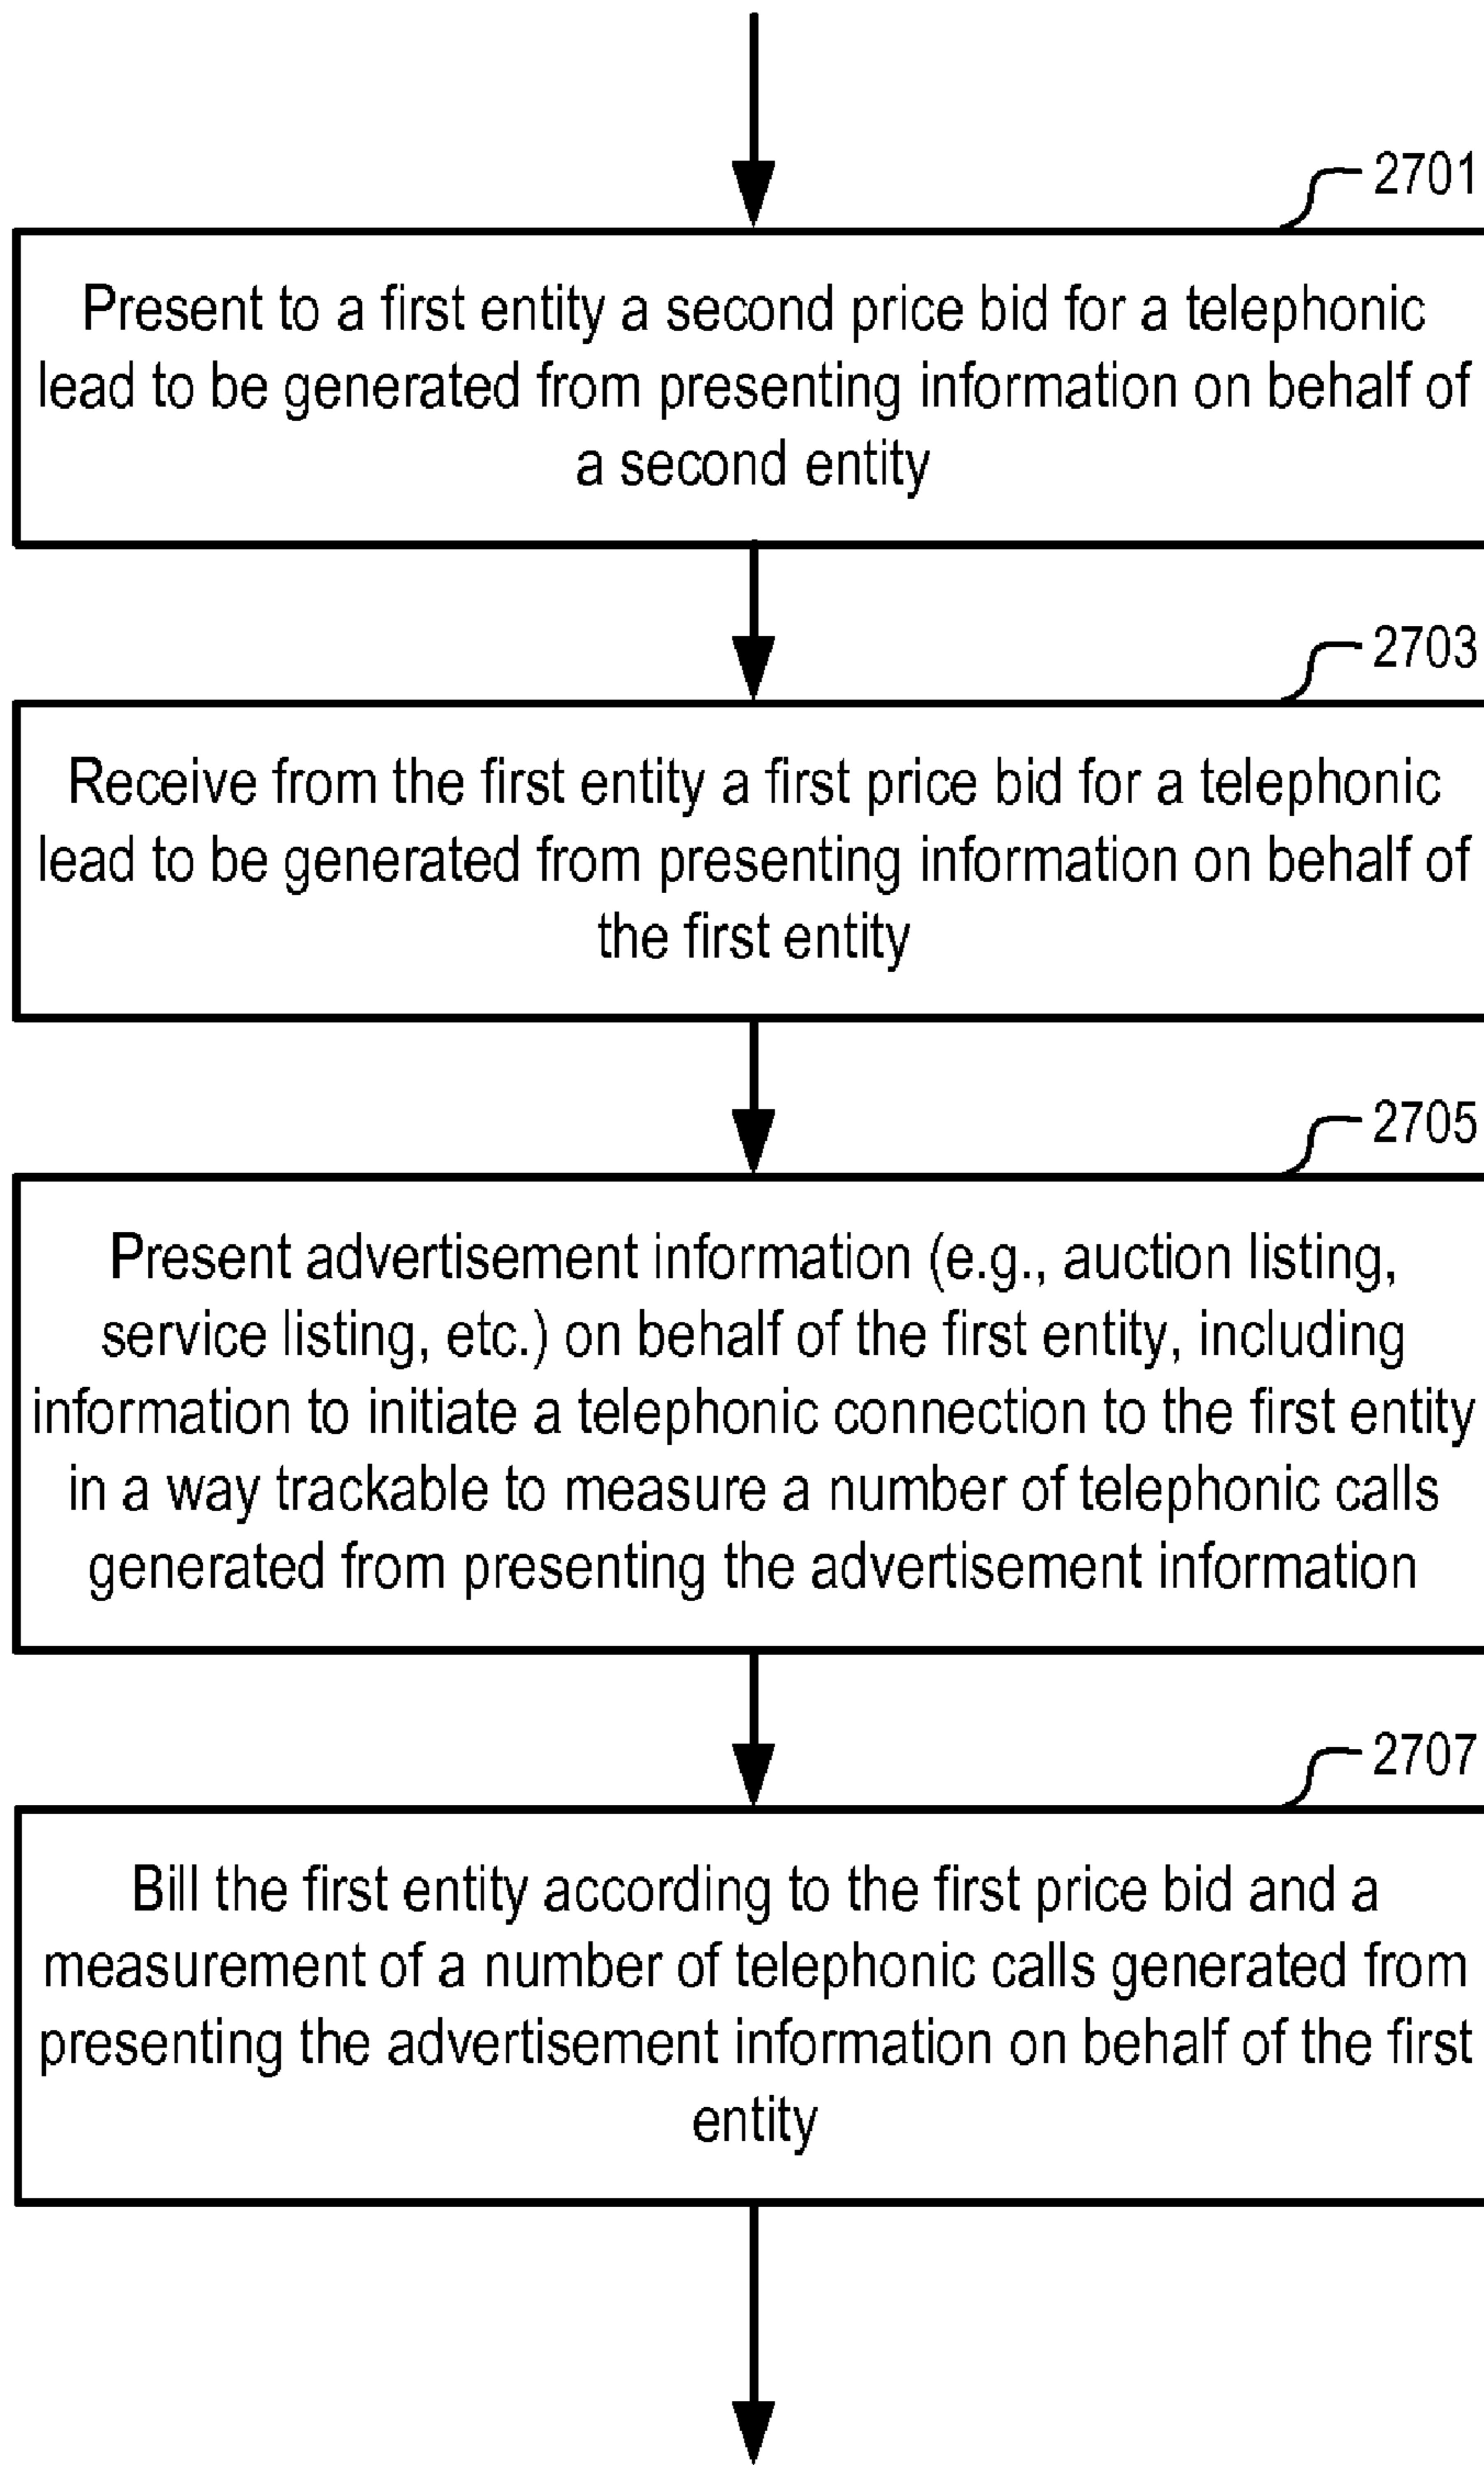 2701
Present to a first entity a second price bid for a telephonic
lead to be generated from presenting information on behalf of
a second entity
2703
Receive from the first entity a first price bid for a telephonic
lead to be generated from presenting information on behalf of
the first entity
2705
Present advertisement information (e.g., auction listing,
service listing, etc.) on behalf of the first entity, including
information to initiate a telephonic connection to the first entity
in a way trackable to measure a number of telephonic calls
generated from presenting the advertisement information
2707
Bill the first entity according to the first price bid and a
measurement of a number of telephonic calls generated from
presenting the advertisement information on behalf of the first
entity